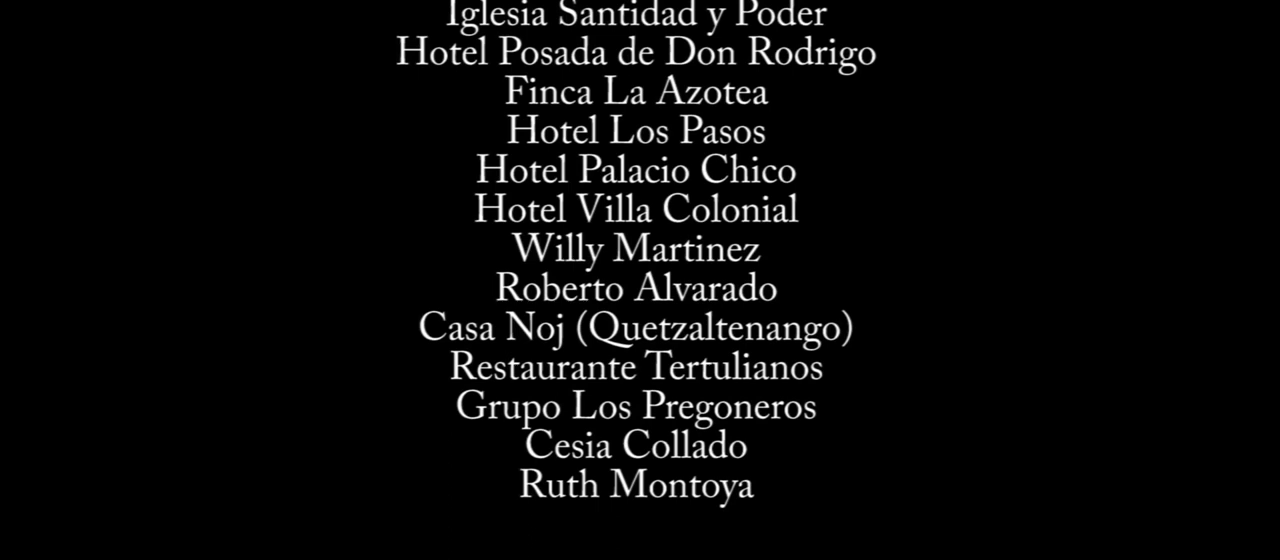 Iglesia Santidad y Poder
Hotel Posada de Don Rodrigo
Finca La Azotea
Hotel Los Pasos
Hotel Palacio Chico
Hotel Villa Colonial
Willy Martinez
Roberto Alvarado
Casa Noj (Quetzaltenango)
Restaurante Tertulianos
Grupo Los Pregoneros
Cesia Collado
Ruth Montoya